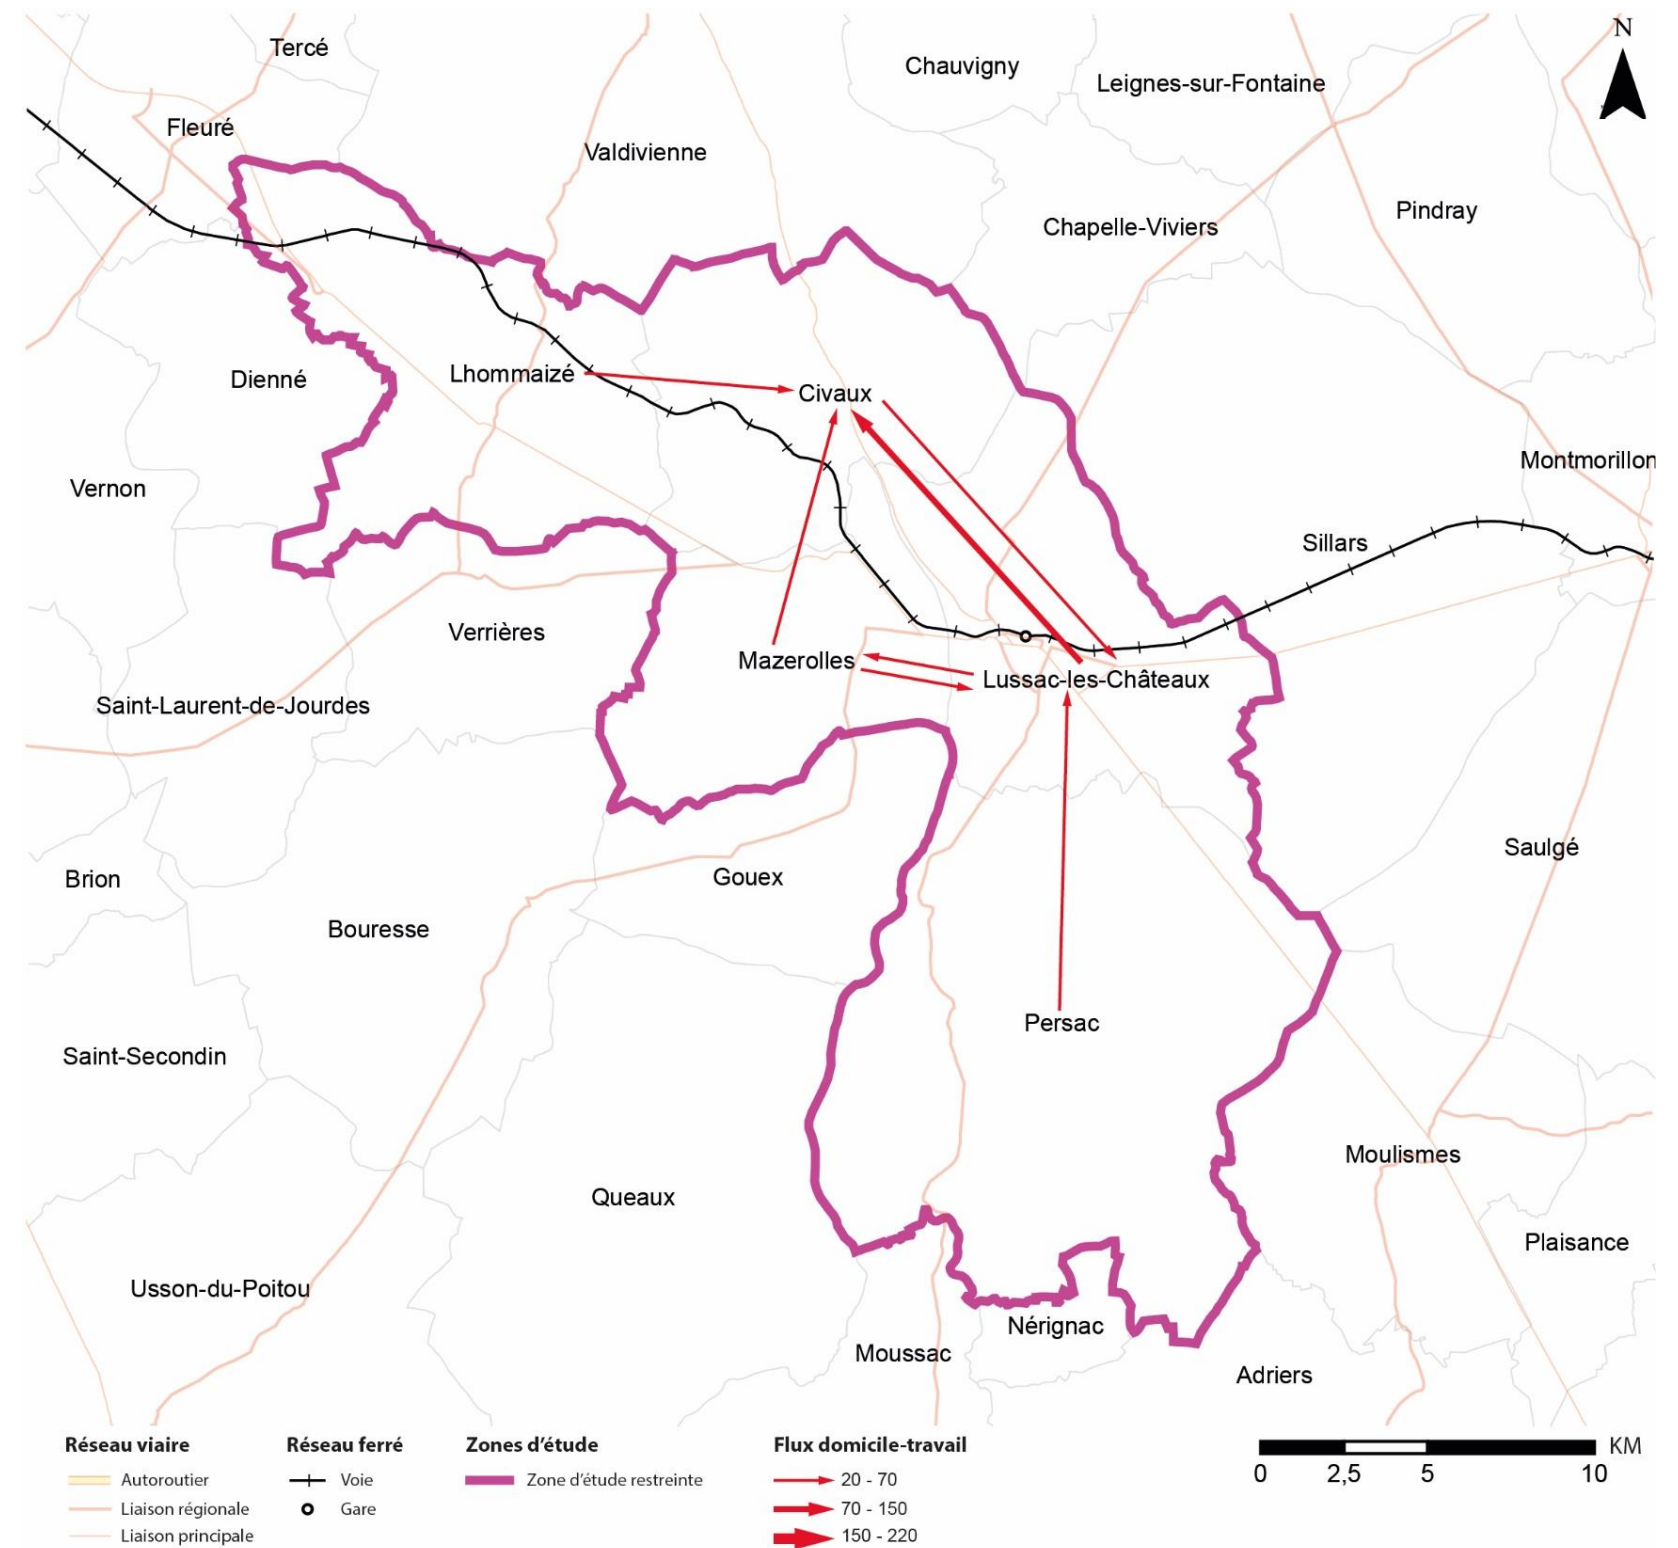 N
Tercé
Chauvigny
Leignes-sur-Fontaine
Fleuré
Valdivienne
Pindray
Chapelle-Viviers
Dienné
Lhommaizé
Civaux
Montmorillon
Vernon
Sillars
Verrières
Mazerolles
Lussac-les-Châteaux
Saint-Laurent-de-Jourdes
Saulgé
Brion
Gouex
Bouresse
Persac
Saint-Secondin
Moulismes
Queaux
Plaisance
Usson-du-Poitou
Nérignac
Moussac
Adriers
Réseau viaire
Autoroutier
Liaison régionale
Liaison principale
Réseau ferré
Voie
Gare
Zones d'étude
Zone d'étude restreinte
Flux domicile-travail
20 - 70
70 - 150
150 - 220
KM
0 2,5 5 10